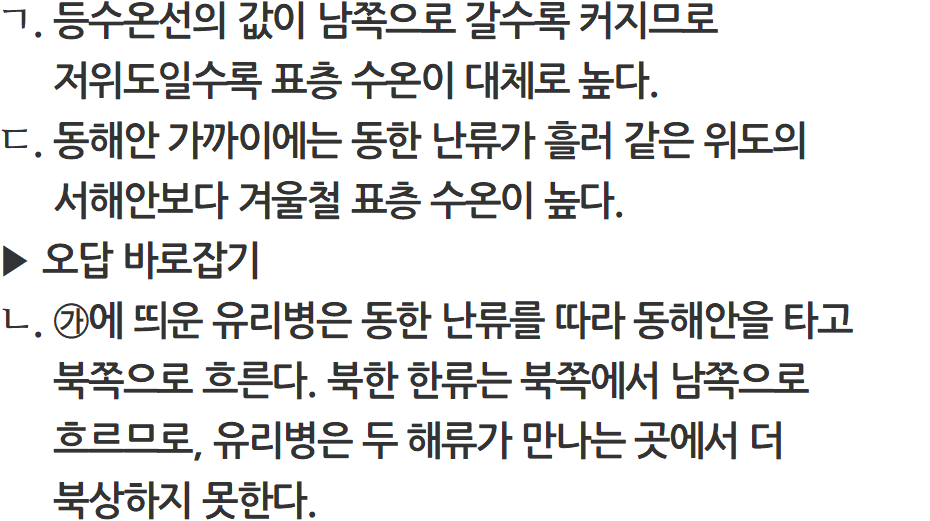 ㄱ. 등수온선의 값이 남쪽으로 갈수록 커지므로
저위도일수록 표층 수온이 대체로 높다.
ㄷ. 동해안 가까이에는 동한 난류가 흘러 같은 위도의
서해안보다 겨울철 표층 수온이 높다.
▶ 오답 바로잡기
ㄴ. ㉮에 띄운 유리병은 동한 난류를 따라 동해안을 타고
북쪽으로 흐른다. 북한 한류는 북쪽에서 남쪽으로
흐르므로, 유리병은 두 해류가 만나는 곳에서 더
북상하지 못한다.